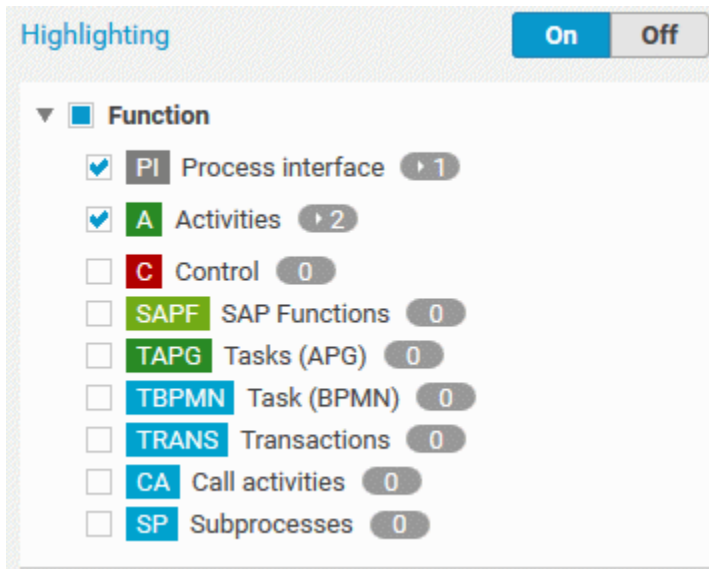 Highlighting On Off
Function
PI Process interface 1
A Activities 2
C Control 0
SAPF SAP Functions 0
TAPG Tasks (APG) 0
TBPMN Task (BPMN) 0
TRANS Transactions 0
CA Call activities 0
SP Subprocesses 0